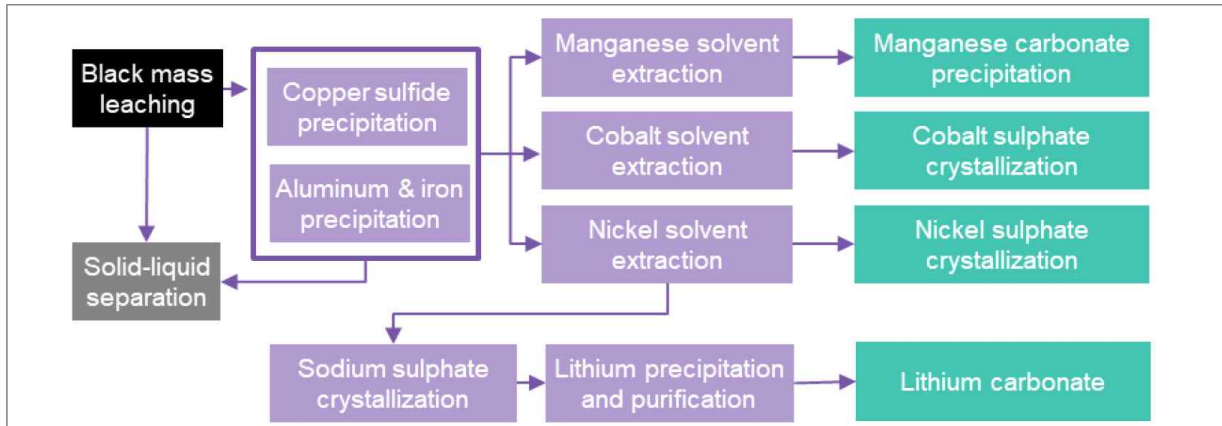 Black mass
leaching
Copper sulfide
precipitation
Aluminum & iron
precipitation
Solid-liquid
separation
Manganese solvent
extraction
Manganese carbonate
precipitation
Cobalt solvent
extraction
Cobalt sulphate
crystallization
Nickel solvent
extraction
Nickel sulphate
crystallization
Sodium sulphate
crystallization
Lithium precipitation
and purification
Lithium carbonate